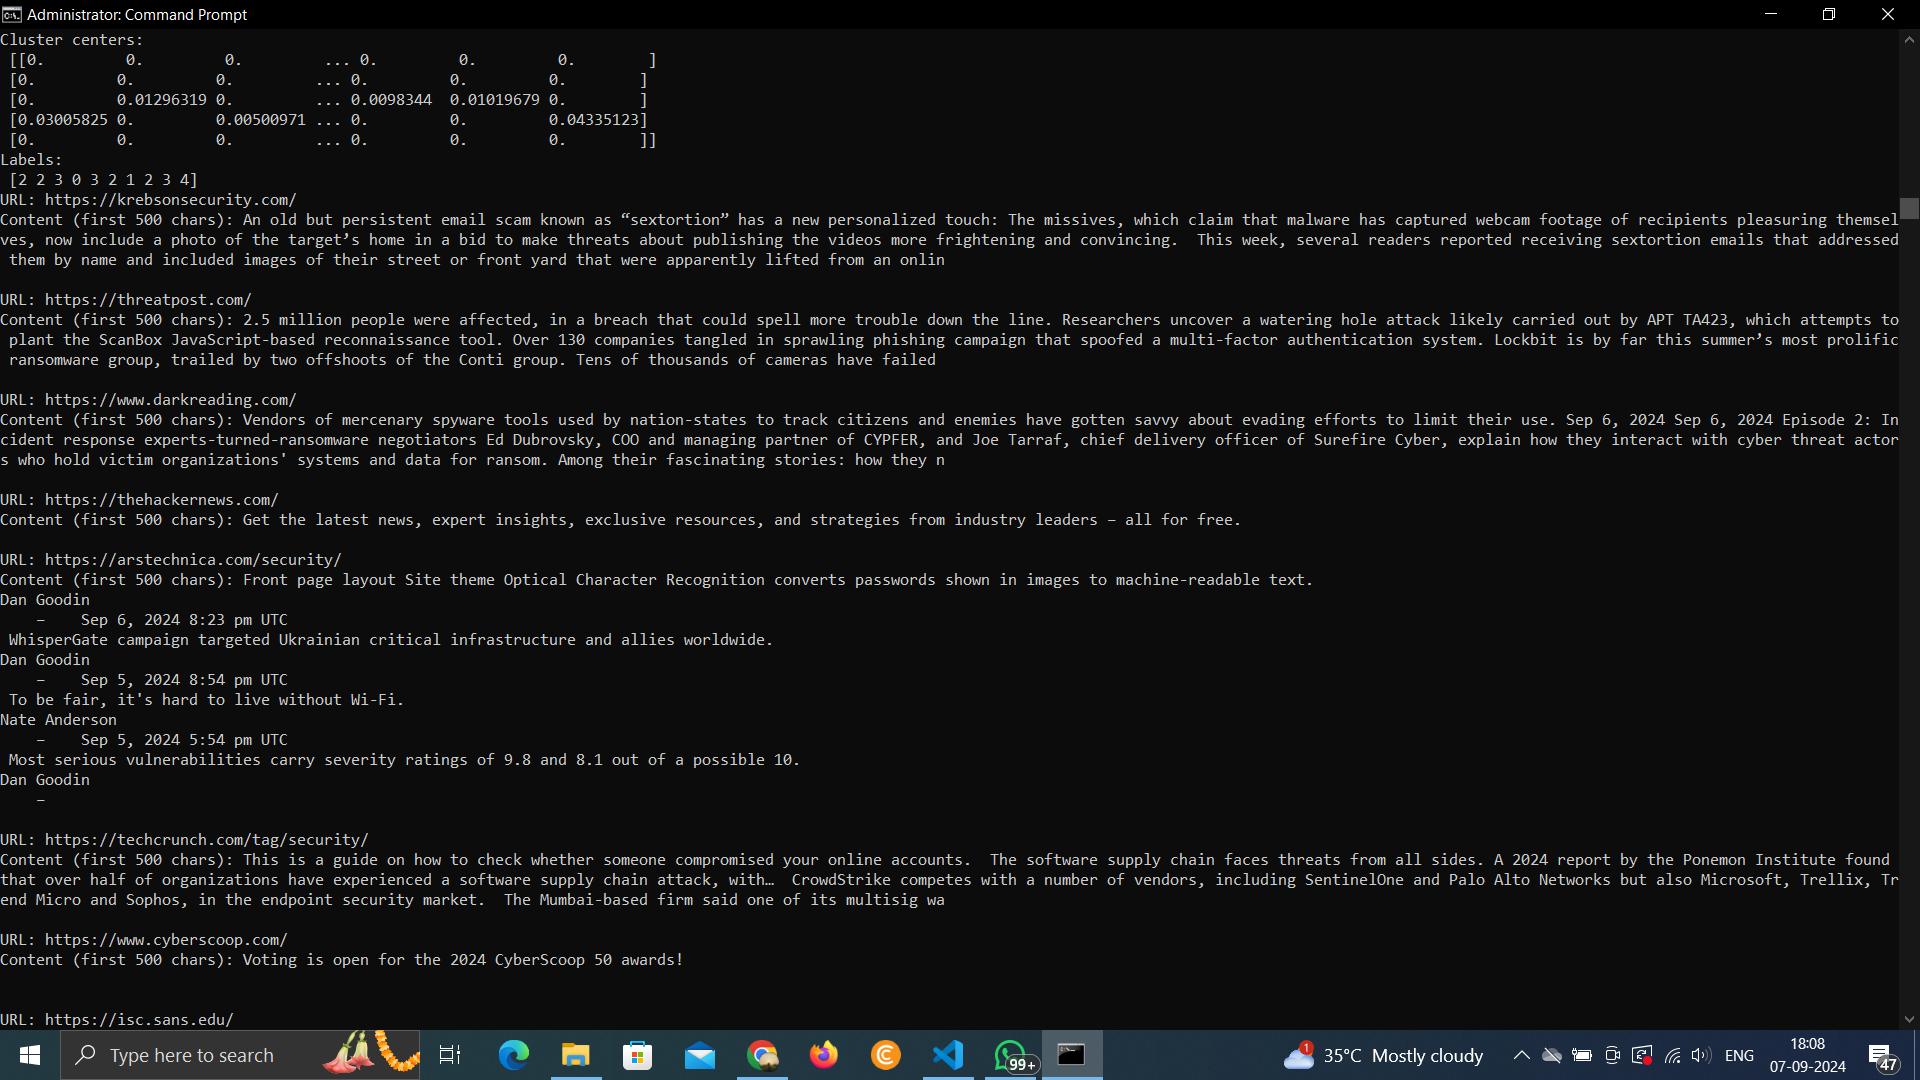 Administrator: Command Prompt
Cluster centers:
[[0. 0. 0. ... 0. 0. 0. ]
[0. 0. 0. ... 0. 0. 0. ]
[0. 0.01296319 0. ... 0.0098344 0.01019679 0. ]
[0.03005825 0. 0.00500971 ... 0. 0. 0.04335123]
[0. 0. 0. ... 0. 0. 0. ]]
Labels:
[2 2 3 0 3 2 1 2 3 4]
URL: https://krebsonsecurity.com/
Content (first 500 chars): An old but persistent email scam known as “sextortion” has a new personalized touch: The missives, which claim that malware has captured webcam footage of recipients pleasuring themsel
ves, now include a photo of the target’s home in a bid to make threats about publishing the videos more frightening and convincing.  This week, several readers reported receiving sextortion emails that addressed
them by name and included images of their street or front yard that were apparently lifted from an onlin
URL: https://threatpost.com/
Content (first 500 chars): 2.5 million people were affected, in a breach that could spell more trouble down the line. Researchers uncover a watering hole attack likely carried out by APT TA423, which attempts to
plant the ScanBox JavaScript-based reconnaissance tool. Over 130 companies tangled in sprawling phishing campaign that spoofed a multi-factor authentication system. Lockbit is by far this summer’s most prolific
ransomware group, trailed by two offshoots of the Conti group. Tens of thousands of cameras have failed
URL: https://www.darkreading.com/
Content (first 500 chars): Vendors of mercenary spyware tools used by nation-states to track citizens and enemies have gotten savvy about evading efforts to limit their use. Sep 6, 2024 Sep 6, 2024 Episode 2: In
cident response experts-turned-ransomware negotiators Ed Dubrovsky, COO and managing partner of CYPFER, and Joe Tarraf, chief delivery officer of Surefire Cyber, explain how they interact with cyber threat actor
s who hold victim organizations' systems and data for ransom. Among their fascinating stories: how they n
URL: https://thehackernews.com/
Content (first 500 chars): Get the latest news, expert insights, exclusive resources, and strategies from industry leaders – all for free.
URL: https://arstechnica.com/security/
Content (first 500 chars): Front page layout Site theme Optical Character Recognition converts passwords shown in images to machine-readable text.
Dan Goodin
–    Sep 6, 2024 8:23 pm UTC
WhisperGate campaign targeted Ukrainian critical infrastructure and allies worldwide.
Dan Goodin
–    Sep 5, 2024 8:54 pm UTC
To be fair, it's hard to live without Wi-Fi.
Nate Anderson
–    Sep 5, 2024 5:54 pm UTC
Most serious vulnerabilities carry severity ratings of 9.8 and 8.1 out of a possible 10.
Dan Goodin
–
URL: https://techcrunch.com/tag/security/
Content (first 500 chars): This is a guide on how to check whether someone compromised your online accounts.  The software supply chain faces threats from all sides. A 2024 report by the Ponemon Institute found
that over half of organizations have experienced a software supply chain attack, with…  CrowdStrike competes with a number of vendors, including SentinelOne and Palo Alto Networks but also Microsoft, Trellix, Tr
end Micro and Sophos, in the endpoint security market.  The Mumbai-based firm said one of its multisig wa
URL: https://www.cyberscoop.com/
Content (first 500 chars): Voting is open for the 2024 CyberScoop 50 awards!
URL: https://isc.sans.edu/
Type here to search
99+
1
35°C Mostly cloudy
ENG
18:08
07-09-2024
47